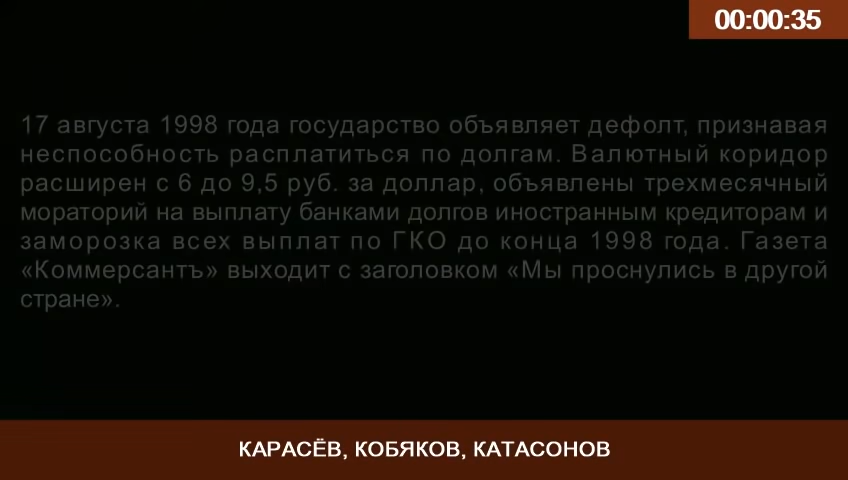 00:00:35
17 августа 1998 года государство объявляет дефолт, признавая
неспособность расплатиться по долгам. Валютный коридор
расширен с 6 до 9,5 руб. за доллар, объявлены трехмесячный
мораторий на выплату банками долгов иностранным кредиторам и
заморозка всех выплат по ГКО до конца 1998 года. Газета
«Коммерсантъ» выходит с заголовком «Мы проснулись в другой
стране».
КАРАСЁВ, КОБЯКОВ, КАТАСОНОВ